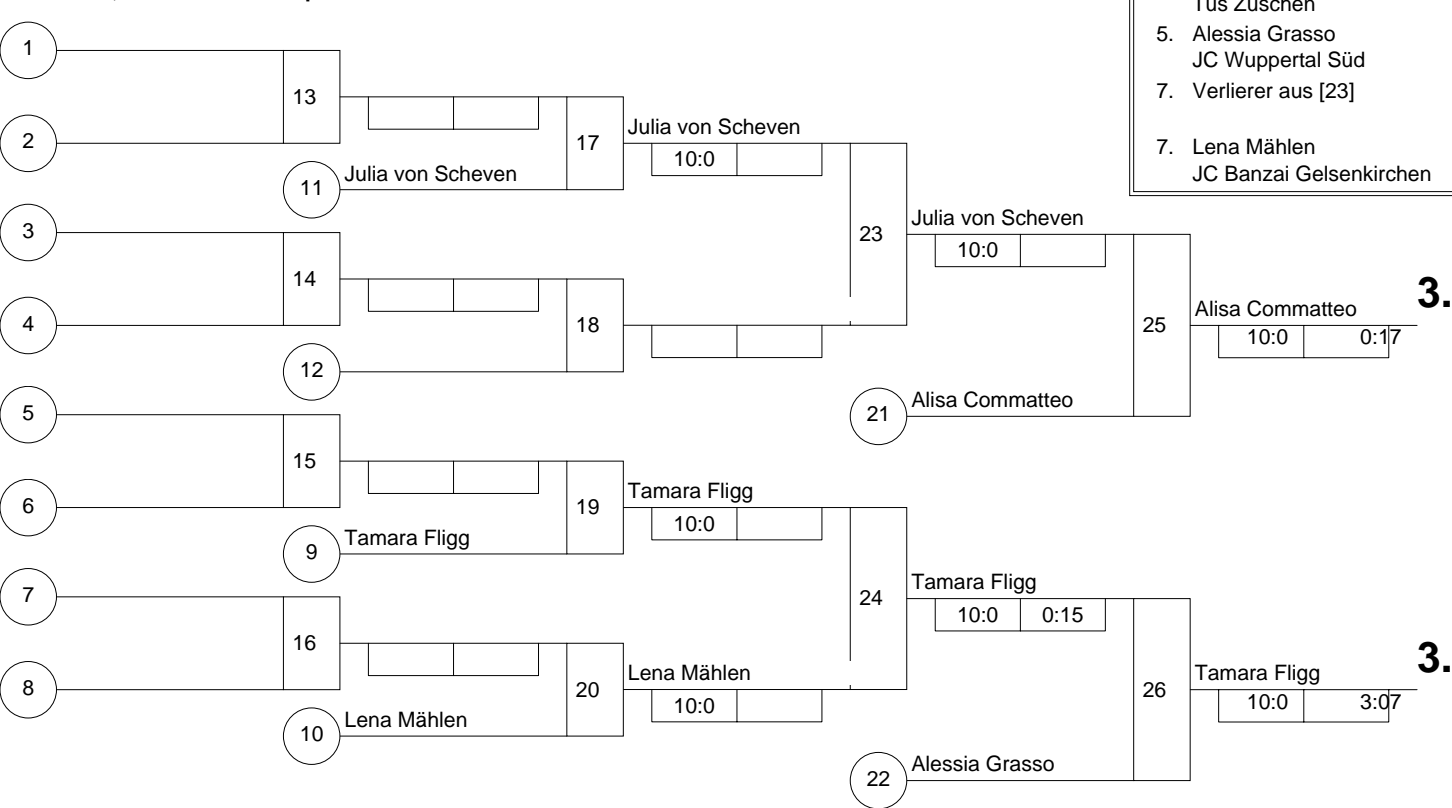 Tus Züschen
5. Alessia Grasso
JC Wuppertal Süd
7. Verlierer aus [23]
7. Lena Mählen
JC Banzai Gelsenkirchen
1
13
2
17
Julia von Scheven
10:0
11
Julia von Scheven
3
23
Julia von Scheven
10:0
14
3.
4
18
25
Alisa Commatteo
10:0 0:17
12
5
21
Alisa Commatteo
15
6
19
Tamara Fligg
10:0
9
Tamara Fligg
7
24
Tamara Fligg
10:0 0:15
16
3.
8
20
Lena Mählen
10:0
26
Tamara Fligg
10:0 3:07
10
Lena Mählen
22
Alessia Grasso